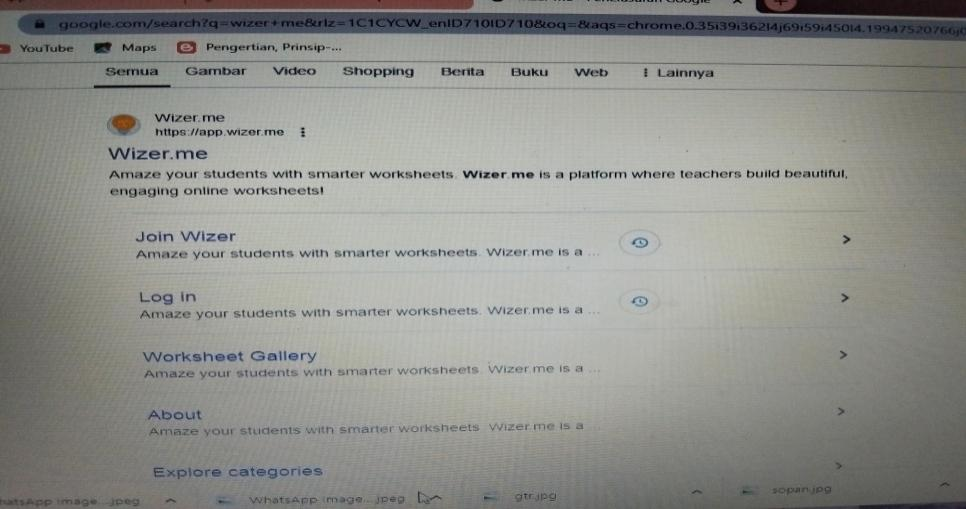 google.com/search?q=wizer+me&rlz=1C1CYCW_enID710ID710&oq=&aqs=chrome.0.35i39i362l4j69i59i450l4.19947520766j0
YouTube Maps Pengertian, Prinsip-...
Semua Gambar Video Shopping Berita Buku Web Lainnya
Wizer.me
https://app.wizer.me
Wizer.me
Amaze your students with smarter worksheets. Wizer.me is a platform where teachers build beautiful,
engaging online worksheets!
Join Wizer
Amaze your students with smarter worksheets. Wizer.me is a ...
Log in
Amaze your students with smarter worksheets. Wizer.me is a ...
Worksheet Gallery
Amaze your students with smarter worksheets. Wizer.me is a ...
About
Amaze your students with smarter worksheets. Wizer.me is a ...
Explore categories
hatsApp Image...jpeg WhatsApp Image...jpeg gtr.jpg sopan.jpg